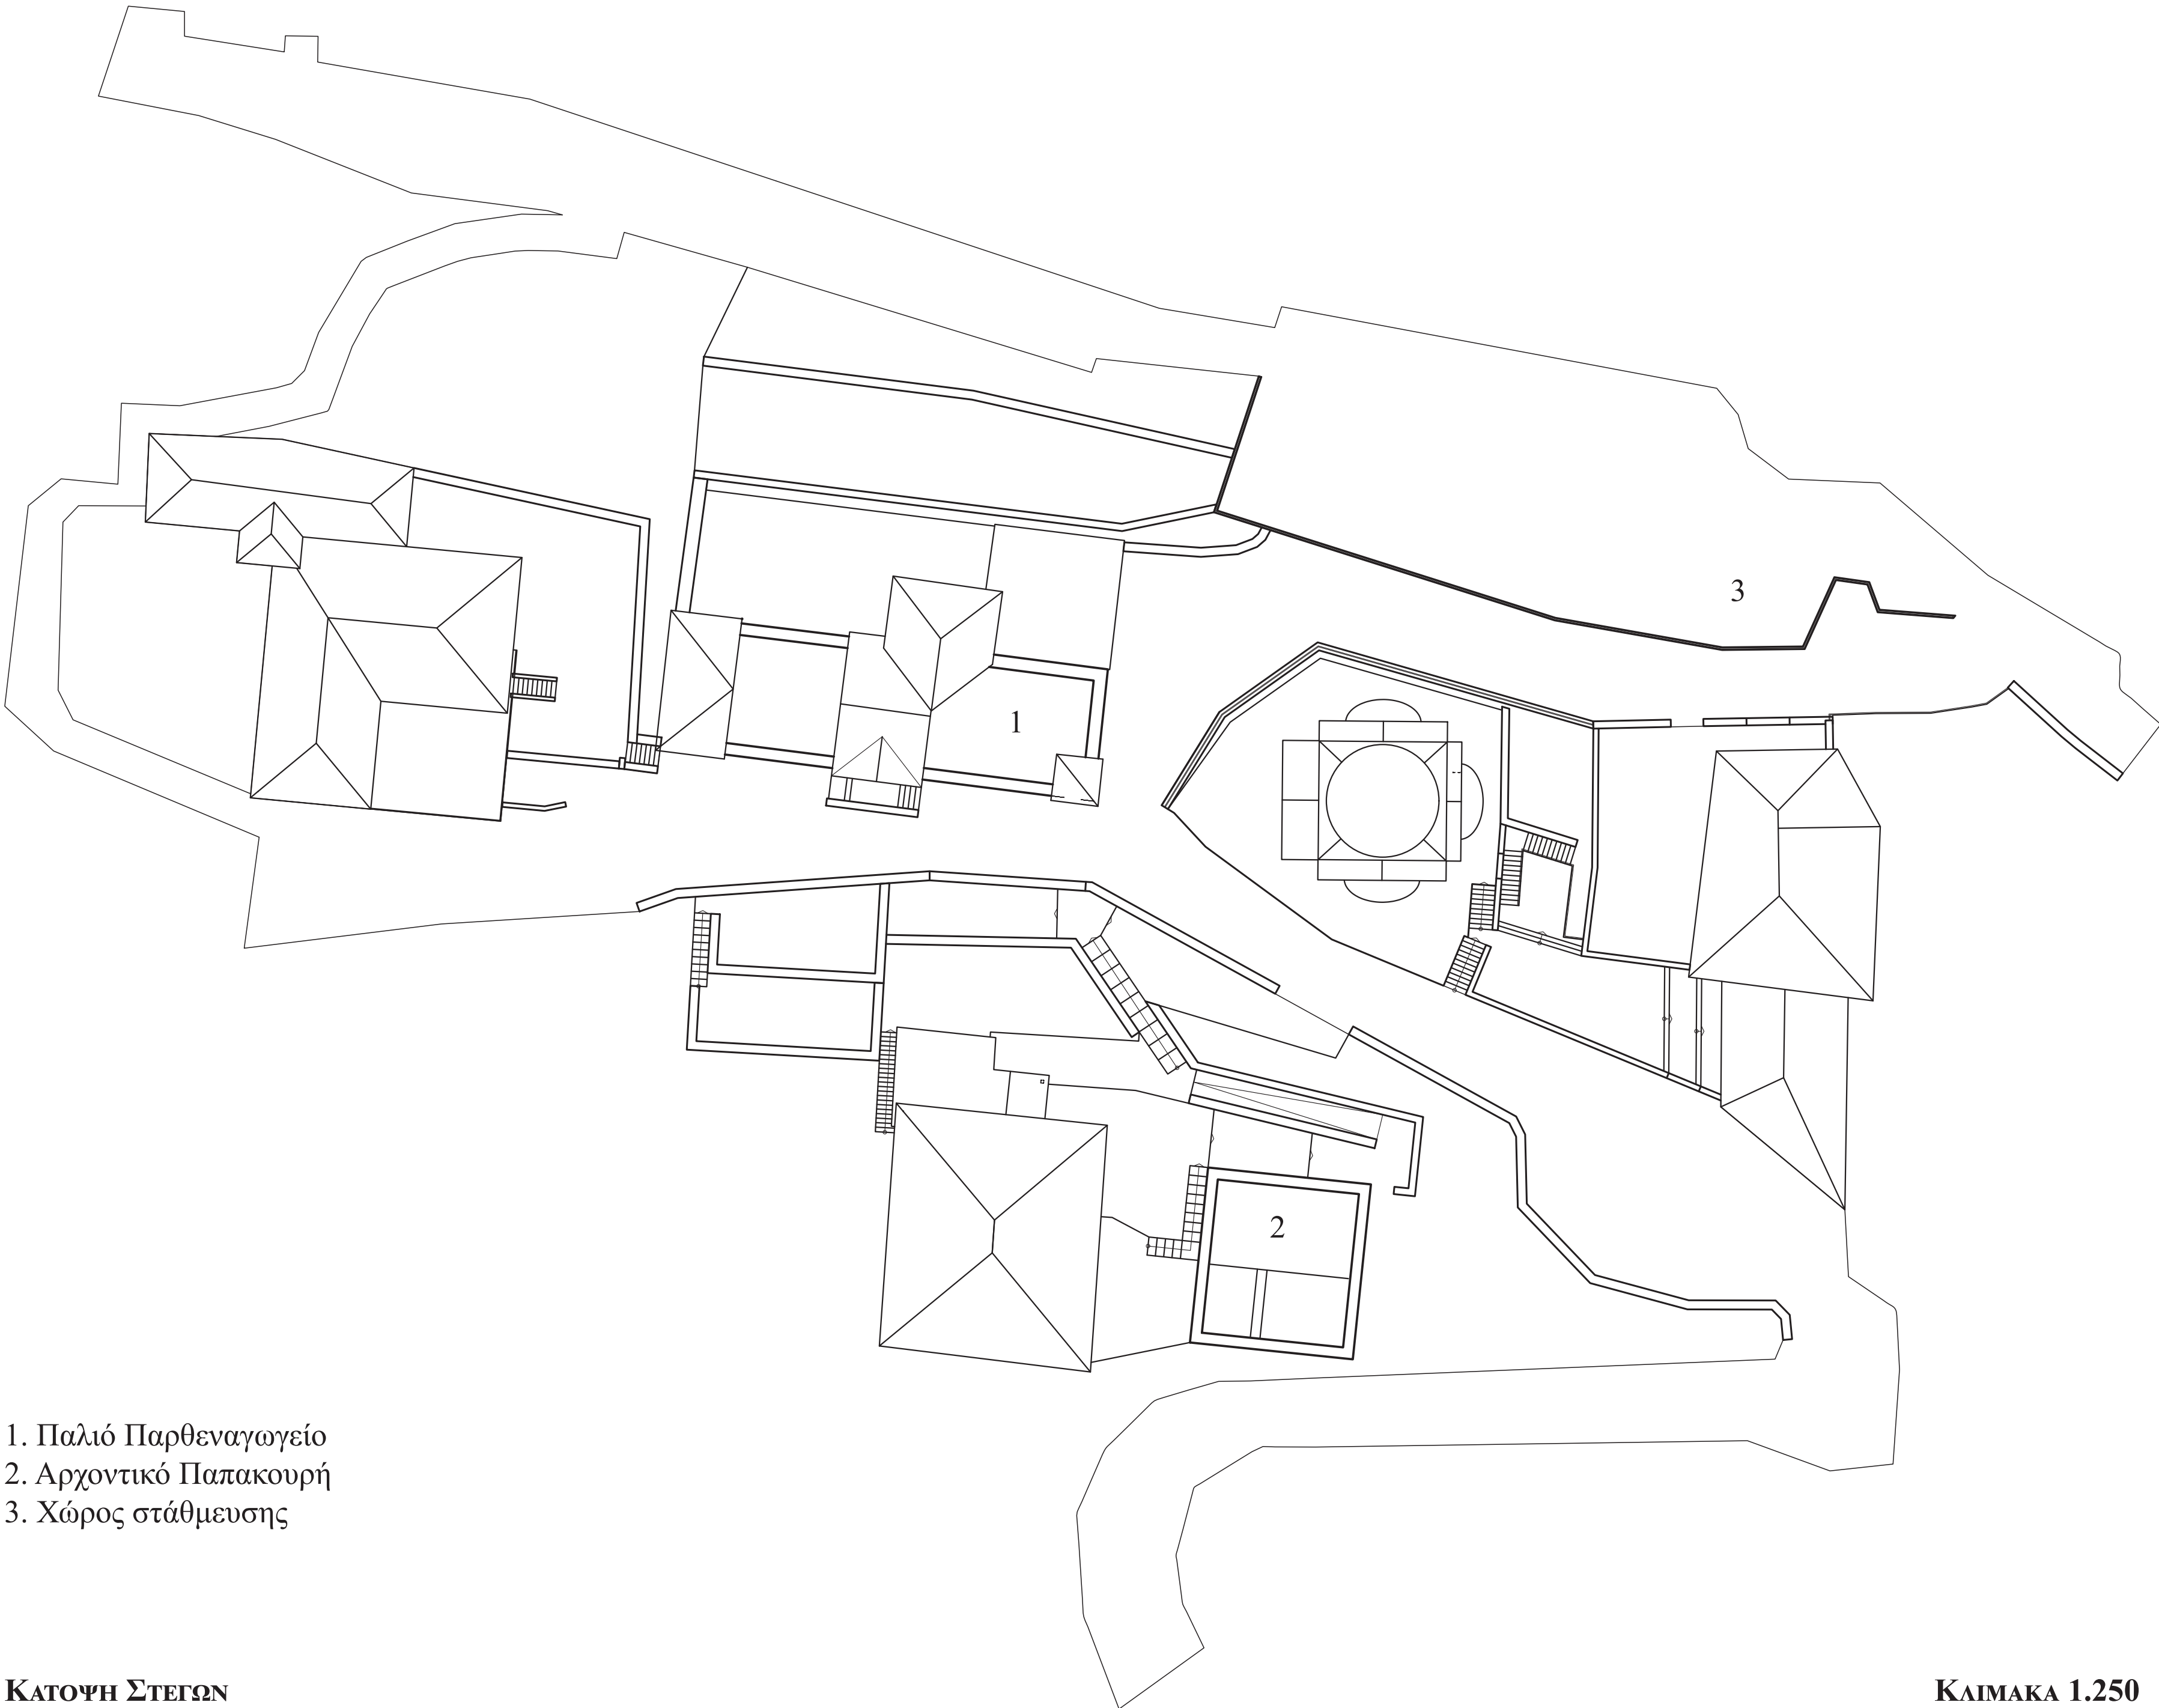 3
1
2
1. Παλιό Παρθεναγωγείο
2. Αρχοντικό Παπακουρή
3. Χώρος στάθμευσης
ΚΑΤΟΨΗ ΣΤΕΓΩΝ
ΚΛΙΜΑΚΑ 1.250